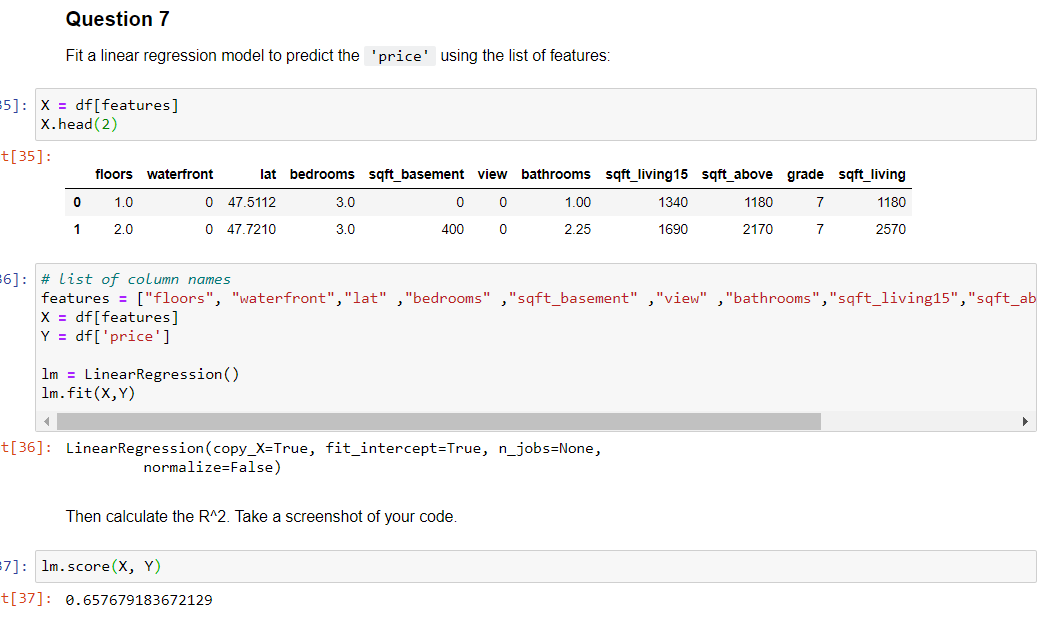 Question 7
Fit a linear regression model to predict the 'price' using the list of features:
35]: X = df[features]
X.head(2)
t[35]:
floors waterfront lat bedrooms sqft_basement view bathrooms sqft_living15 sqft_above grade sqft_living
0 1.0 0 47.5112 3.0 0 0 1.00 1340 1180 7 1180
1 2.0 0 47.7210 3.0 400 0 2.25 1690 2170 7 2570
36]: # list of column names
features = ["floors", "waterfront","lat" ,"bedrooms" ,"sqft_basement" ,"view" ,"bathrooms","sqft_living15","sqft_ab
X = df[features]
Y = df['price']
lm = LinearRegression()
lm.fit(X,Y)
t[36]: LinearRegression(copy_X=True, fit_intercept=True, n_jobs=None,
normalize=False)
Then calculate the R^2. Take a screenshot of your code.
37]: lm.score(X, Y)
t[37]: 0.657679183672129